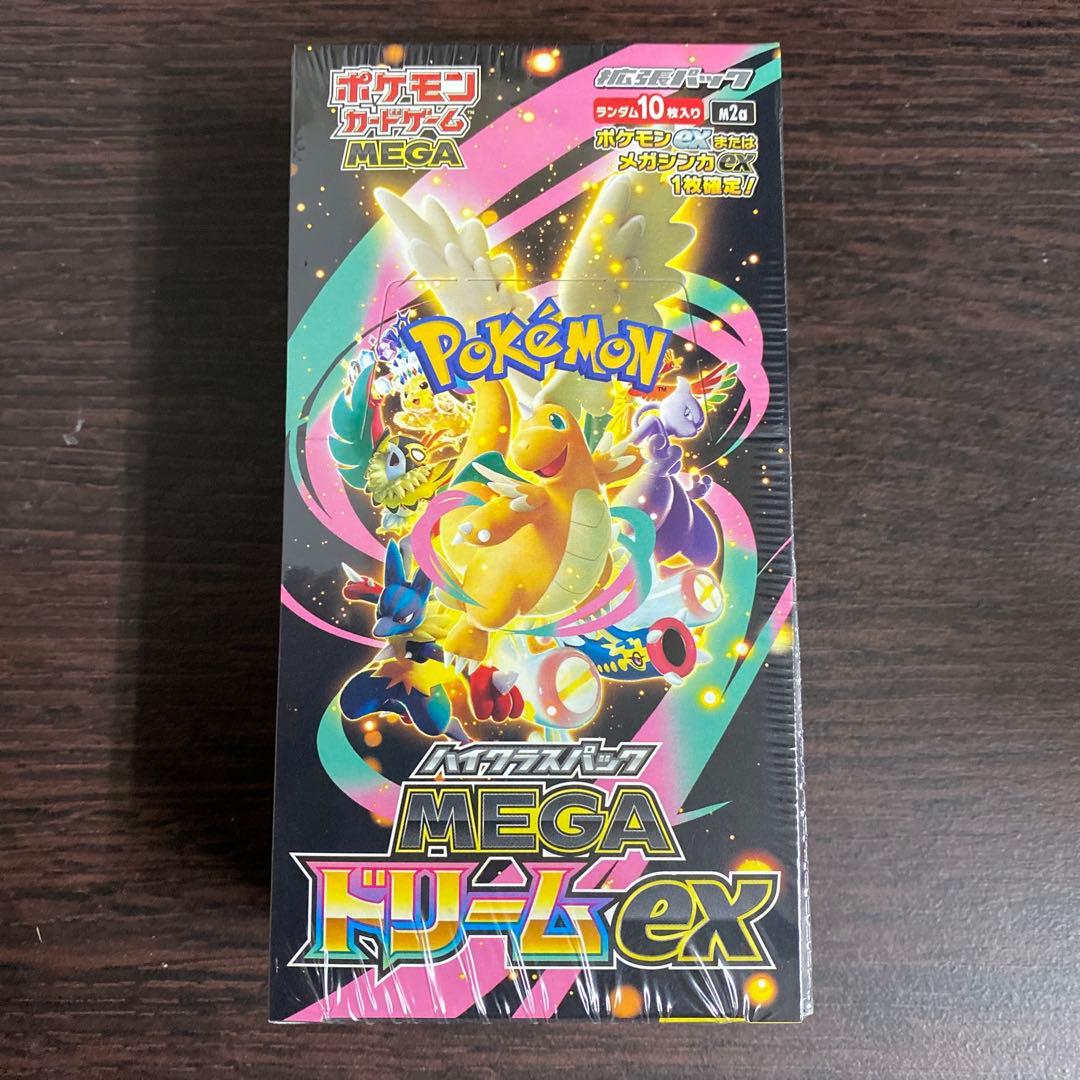 ポケモン
カードゲーム™
MEGA
拡張パック
ランダム10枚入り M2a
ポケモンexまたは
メガシンカex
1枚確定!
POKéMON™
ハイクラスパック
MEGA
ドリームex